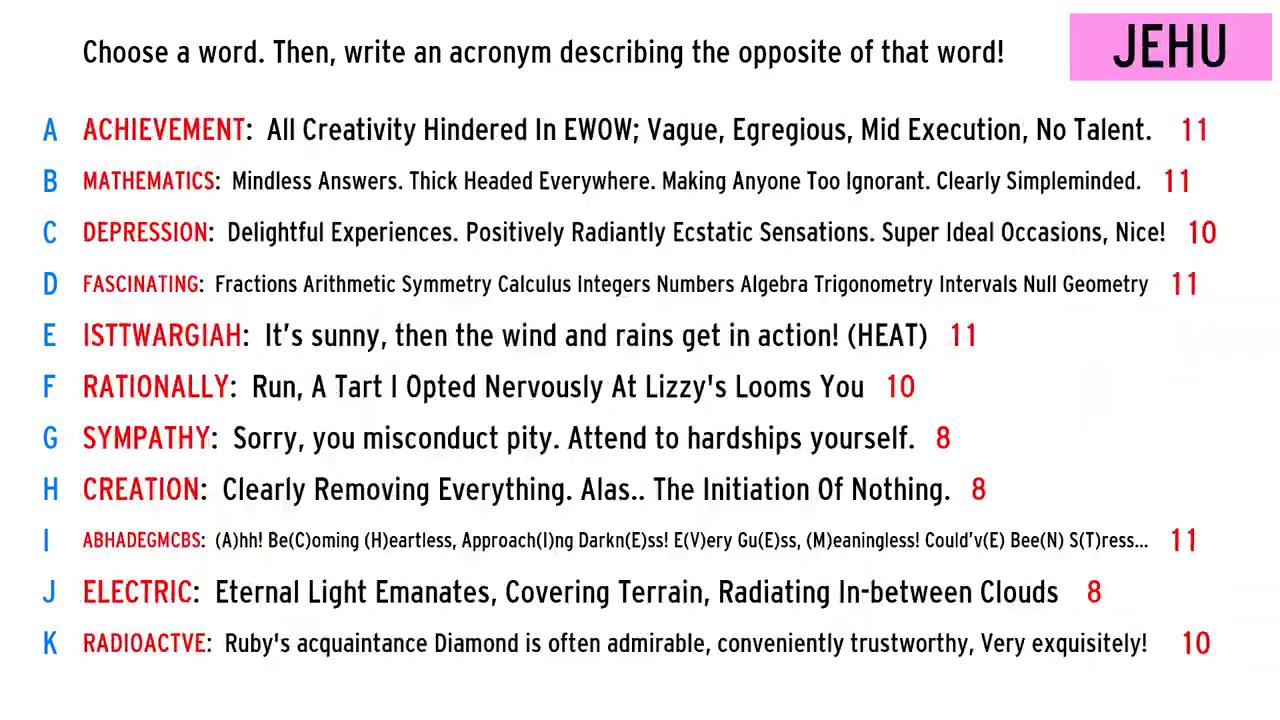 Choose a word. Then, write an acronym describing the opposite of that word!
JEHU
A ACHIEVEMENT: All Creativity Hindered In EWOW; Vague, Egregious, Mid Execution, No Talent. 11
B MATHEMATICS: Mindless Answers. Thick Headed Everywhere. Making Anyone Too Ignorant. Clearly Simpleminded. 11
C DEPRESSION: Delightful Experiences. Positively Radiantly Ecstatic Sensations. Super Ideal Occasions, Nice! 10
D FASCINATING: Fractions Arithmetic Symmetry Calculus Integers Numbers Algebra Trigonometry Intervals Null Geometry 11
E ISTTWARGIAH: It’s sunny, then the wind and rains get in action! (HEAT) 11
F RATIONALLY: Run, A Tart I Opted Nervously At Lizzy's Looms You 10
G SYMPATHY: Sorry, you misconduct pity. Attend to hardships yourself. 8
H CREATION: Clearly Removing Everything. Alas.. The Initiation Of Nothing. 8
I ABHADEGMCBS: (A)hh! Be(C)oming (H)eartless, Approach(I)ng Darkn(E)ss! E(V)ery Gu(E)ss, (M)eaningless! Could’v(E) Bee(N) S(T)ress... 11
J ELECTRIC: Eternal Light Emanates, Covering Terrain, Radiating In-between Clouds 8
K RADIOACTVE: Ruby's acquaintance Diamond is often admirable, conveniently trustworthy, Very exquisitely! 10